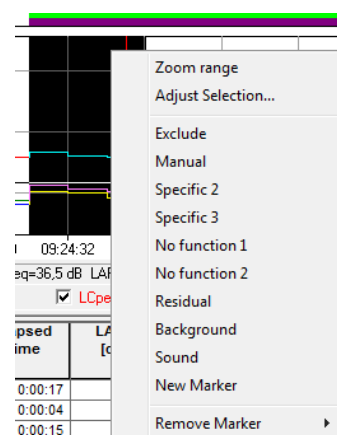 Zoom range
Adjust Selection...
Exclude
Manual
Specific 2
Specific 3
No function 1
No function 2
Residual
Background
Sound
New Marker
Remove Marker
09:24:32
eq=36,5 dB LAF
LCpe
psed LA
ime [d
0:00:17
0:00:04
0:00:15